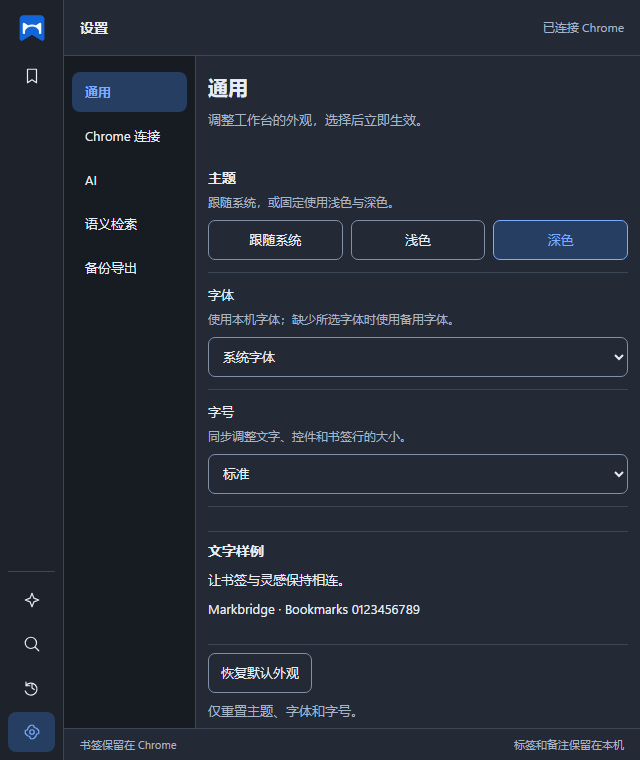 设置
已连接 Chrome
通用
Chrome 连接
AI
语义检索
备份导出
通用
调整工作台的外观，选择后立即生效。
主题
跟随系统，或固定使用浅色与深色。
跟随系统
浅色
深色
字体
使用本机字体；缺少所选字体时使用备用字体。
系统字体
字号
同步调整文字、控件和书签行的大小。
标准
文字样例
让书签与灵感保持相连。
Markbridge · Bookmarks 0123456789
恢复默认外观
仅重置主题、字体和字号。
书签保留在 Chrome
标签和备注保留在本机